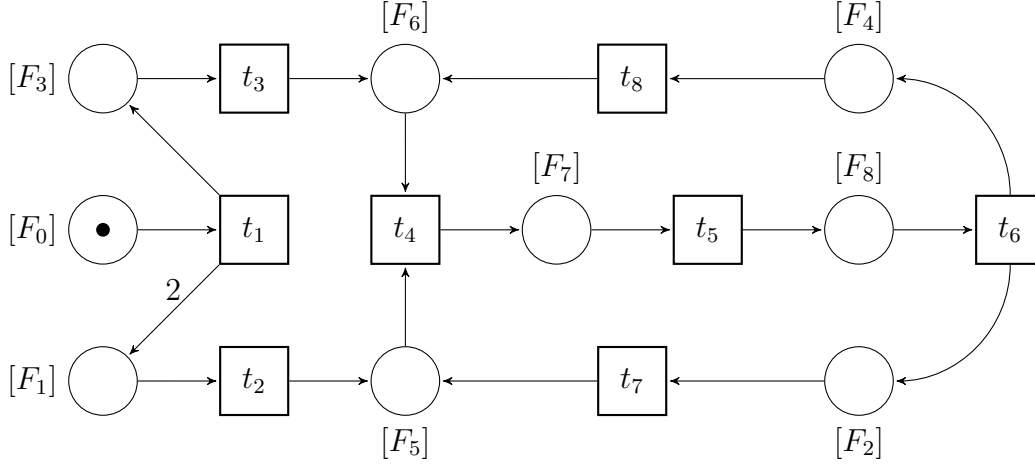 [F₆] [F₄]
[F₃] t₃ t₈
[F₇] [F₈]
[F₀] t₁ t₄ t₅ t₆
2
[F₁] t₂ t₇
[F₅] [F₂]